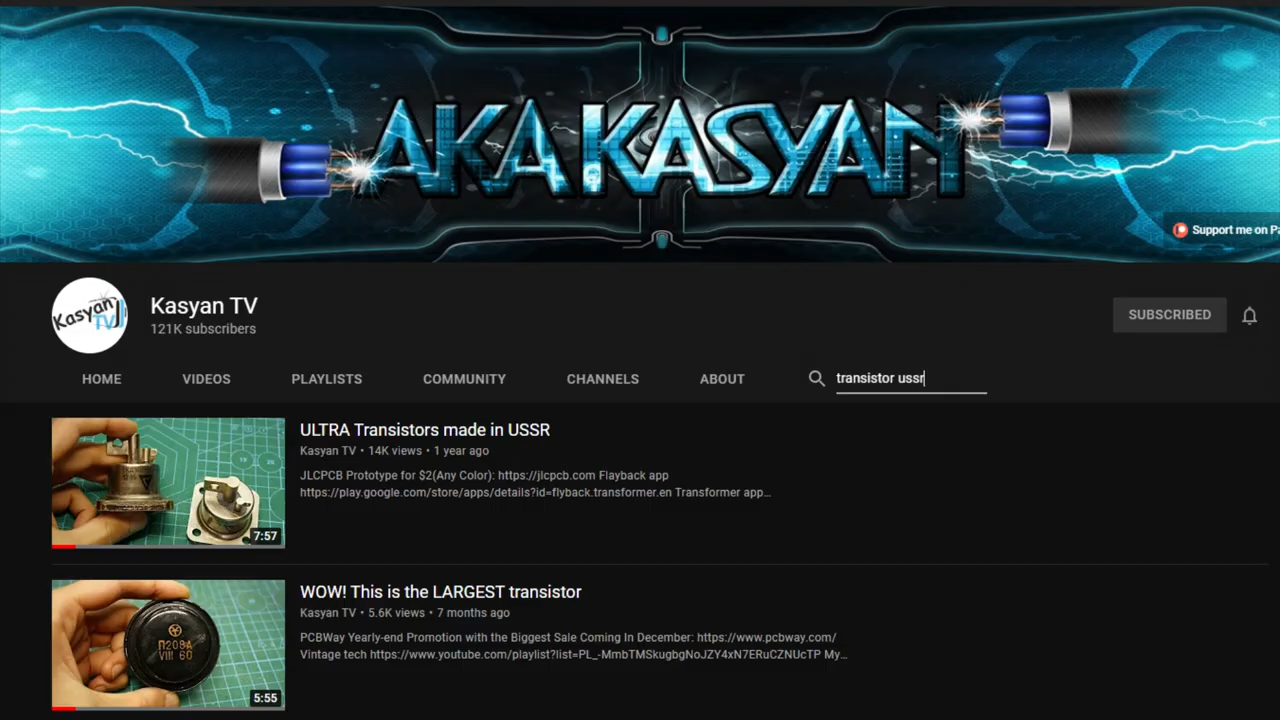 AKA KASYAN
Support me on Pa
Kasyan TV
Kasyan TV
121K subscribers
SUBSCRIBED
HOME VIDEOS PLAYLISTS COMMUNITY CHANNELS ABOUT transistor ussr
ULTRA Transistors made in USSR
Kasyan TV • 14K views • 1 year ago
JLCPCB Prototype for $2(Any Color): https://jlcpcb.com Flayback app
https://play.google.com/store/apps/details?id=flyback.transformer.en Transformer app…
7:57
WOW! This is the LARGEST transistor
Kasyan TV • 5.6K views • 7 months ago
PCBWay Yearly-end Promotion with the Biggest Sale Coming In December: https://www.pcbway.com/
Vintage tech https://www.youtube.com/playlist?list=PL_-MmbTMSkugbgNoJZY4xN7ERuCZNUcTP My…
П208А
VIII 60
5:55